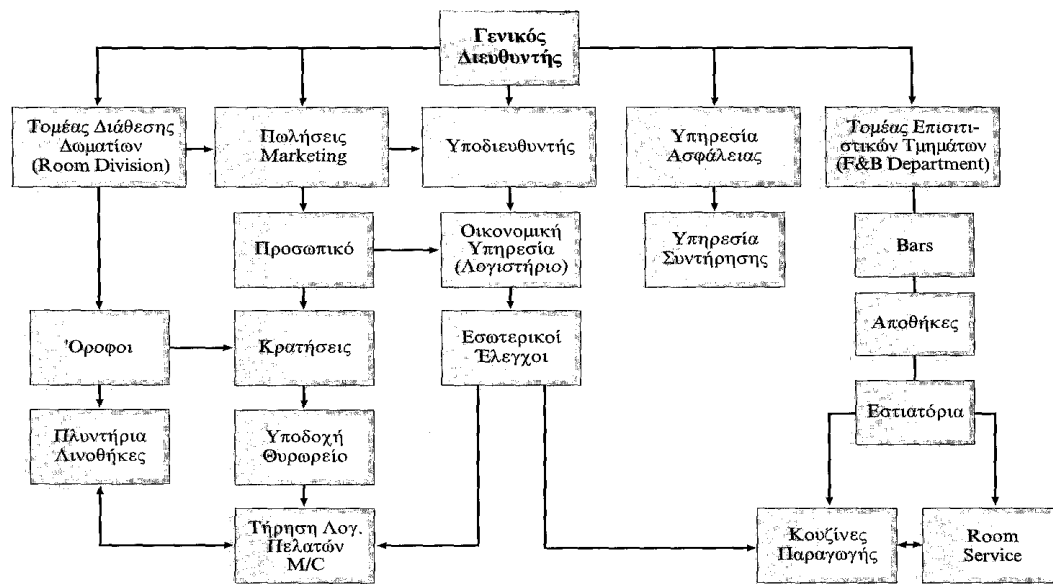 Γενικός
Διευθυντής
Τομέας Διάθεσης
Δωματίων
(Room Division)
Πωλήσεις
Marketing
Υποδιευθυντής
Υπηρεσία
Ασφάλειας
Τομέας Επισιτι-
στικών Τμημάτων
(F&B Department)
Προσωπικό
Οικονομική
Υπηρεσία
(Λογιστήριο)
Υπηρεσία
Συντήρησης
Bars
Όροφοι
Κρατήσεις
Εσωτερικοί
Έλεγχοι
Αποθήκες
Πλυντήρια
Λινοθήκες
Υποδοχή
Θυρωρείο
Εστιατόρια
Τήρηση Λογ.
Πελατών
M/C
Κουζίνες
Παραγωγής
Room
Service